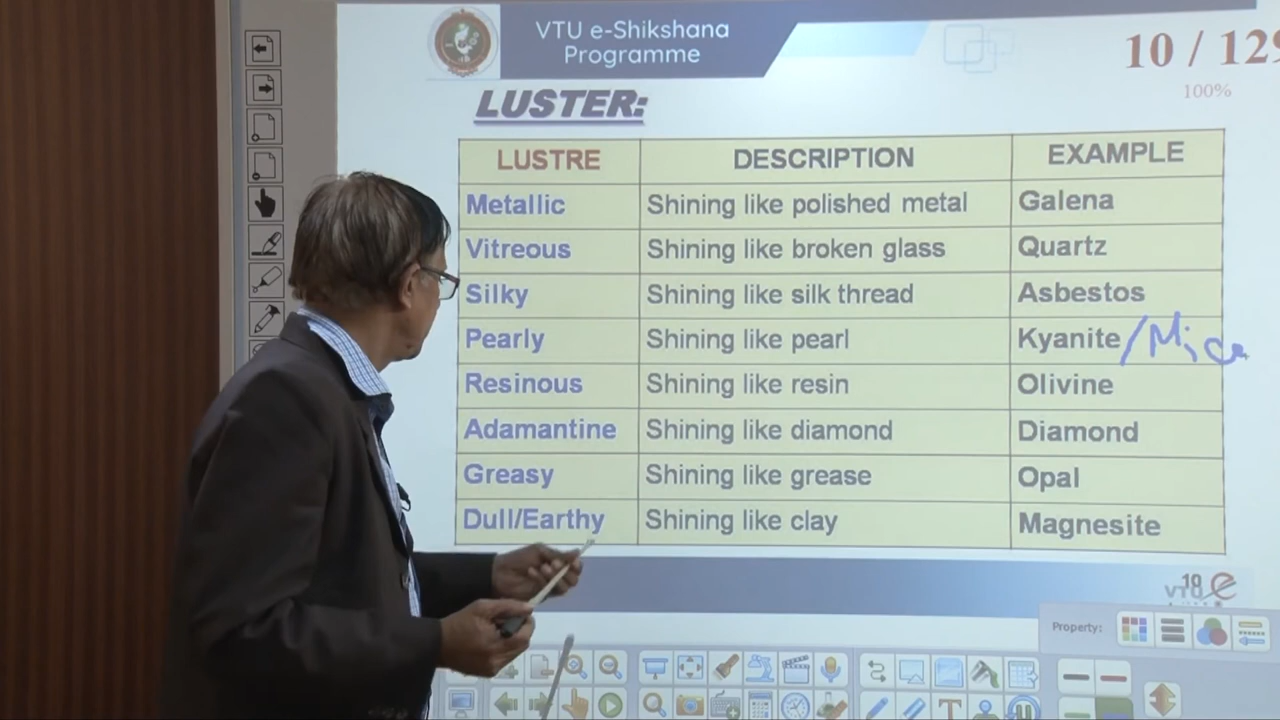 VTU e-Shikshana
Programme
10 / 129
100%
LUSTER:
LUSTRE DESCRIPTION EXAMPLE
Metallic Shining like polished metal Galena
Vitreous Shining like broken glass Quartz
Silky Shining like silk thread Asbestos
Pearly Shining like pearl Kyanite /Mica
Resinous Shining like resin Olivine
Adamantine Shining like diamond Diamond
Greasy Shining like grease Opal
Dull/Earthy Shining like clay Magnesite
10
VTU e
Property: